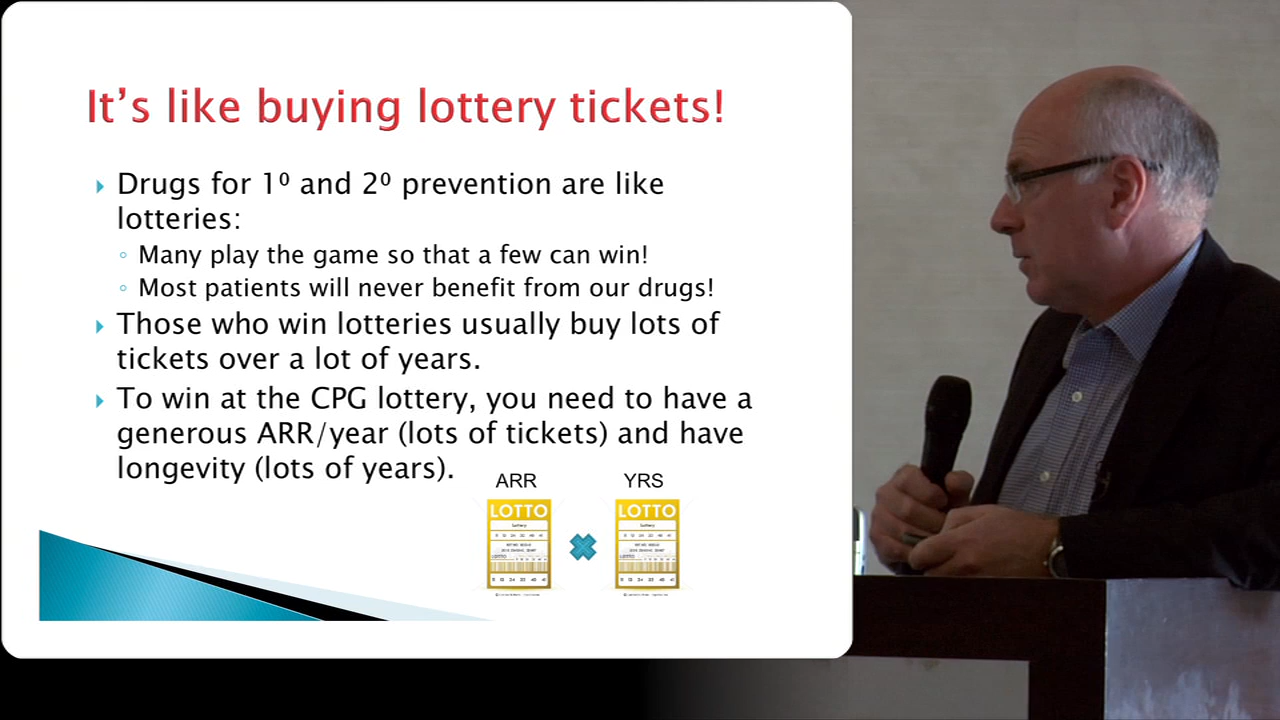 It's like buying lottery tickets!
Drugs for 1⁰ and 2⁰ prevention are like
lotteries:
Many play the game so that a few can win!
Most patients will never benefit from our drugs!
Those who win lotteries usually buy lots of
tickets over a lot of years.
To win at the CPG lottery, you need to have a
generous ARR/year (lots of tickets) and have
longevity (lots of years).
ARR YRS
LOTTO LOTTO